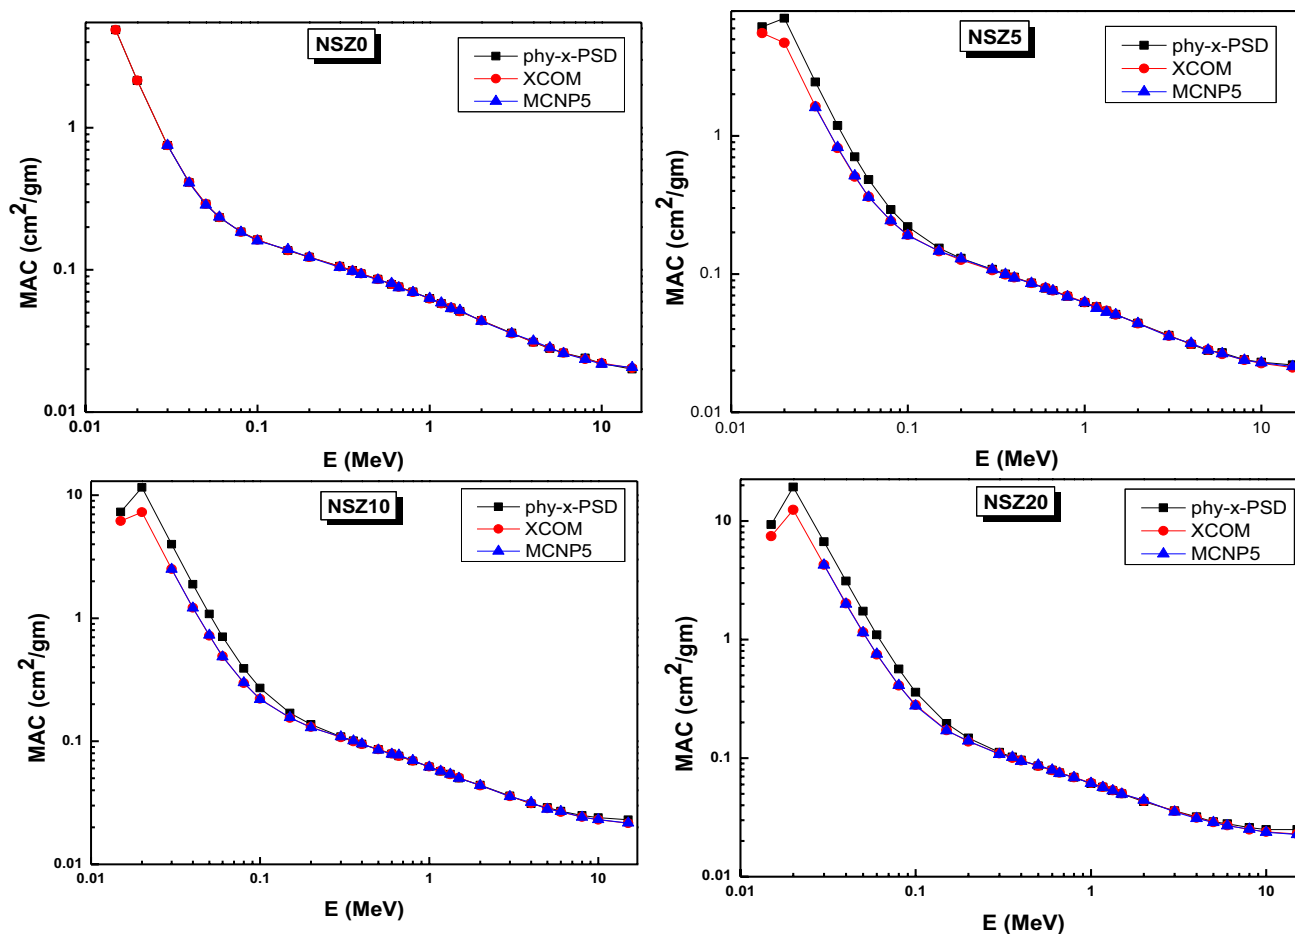 NSZ0
phy-x-PSD
XCOM
MCNP5
1
0.1
0.01
MAC (cm²/gm)
0.01
0.1
1
10
E (MeV)
NSZ5
phy-x-PSD
XCOM
MCNP5
1
0.1
0.01
MAC (cm²/gm)
0.01
0.1
1
10
E (MeV)
NSZ10
phy-x-PSD
XCOM
MCNP5
10
1
0.1
0.01
MAC (cm²/gm)
0.01
0.1
1
10
E (MeV)
NSZ20
phy-x-PSD
XCOM
MCNP5
10
1
0.1
0.01
MAC (cm²/gm)
0.01
0.1
1
10
E (MeV)